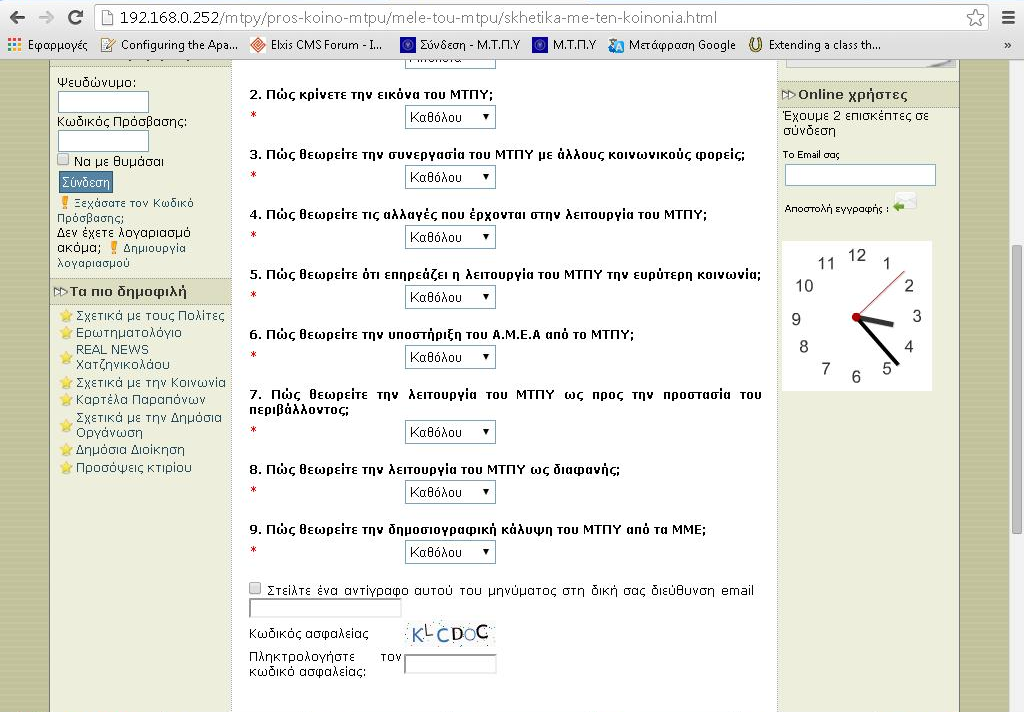 192.168.0.252/mtpy/pros-koino-mtpu/mele-tou-mtpu/skhetika-me-ten-koinonia.html
Εφαρμογές
Configuring the Apa...
Elxis CMS Forum - I...
Σύνδεση - Μ.Τ.Π.Υ
Μ.Τ.Π.Υ
Μετάφραση Google
Extending a class th...
»
Ψευδώνυμο:
Κωδικός Πρόσβασης:
Να με θυμάσαι
Σύνδεση
Ξεχάσατε τον Κωδικό
Πρόσβασης;
Δεν έχετε λογαριασμό
ακόμα; Δημιουργία
λογαριασμού
Τα πιο δημοφιλή
Σχετικά με τους Πολίτες
Ερωτηματολόγιο
REAL NEWS
Χατζηνικολάου
Σχετικά με την Κοινωνία
Καρτέλα Παραπόνων
Σχετικά με την Δημόσια
Οργάνωση
Δημόσια Διοίκηση
Προσόψεις κτιρίου
2. Πώς κρίνετε την εικόνα του ΜΤΠΥ;
* Καθόλου
3. Πώς θεωρείτε την συνεργασία του ΜΤΠΥ με άλλους κοινωνικούς φορείς;
* Καθόλου
4. Πώς θεωρείτε τις αλλαγές που έρχονται στην λειτουργία του ΜΤΠΥ;
* Καθόλου
5. Πώς θεωρείτε ότι επηρεάζει η λειτουργία του ΜΤΠΥ την ευρύτερη κοινωνία;
* Καθόλου
6. Πώς θεωρείτε την υποστήριξη του Α.Μ.Ε.Α από το ΜΤΠΥ;
* Καθόλου
7. Πώς θεωρείτε την λειτουργία του ΜΤΠΥ ως προς την προστασία του
περιβάλλοντος;
* Καθόλου
8. Πώς θεωρείτε την λειτουργία του ΜΤΠΥ ως διαφανής;
* Καθόλου
9. Πώς θεωρείτε την δημοσιογραφική κάλυψη του ΜΤΠΥ από τα ΜΜΕ;
* Καθόλου
Στείλτε ένα αντίγραφο αυτού του μηνύματος στη δική σας διεύθυνση email
Κωδικός ασφαλείας KLCDOC
Πληκτρολογήστε τον
κωδικό ασφαλείας:
Online χρήστες
Έχουμε 2 επισκέπτες σε
σύνδεση
Το Email σας
Αποστολή εγγραφής :
12
1
2
3
4
5
6
7
8
9
10
11